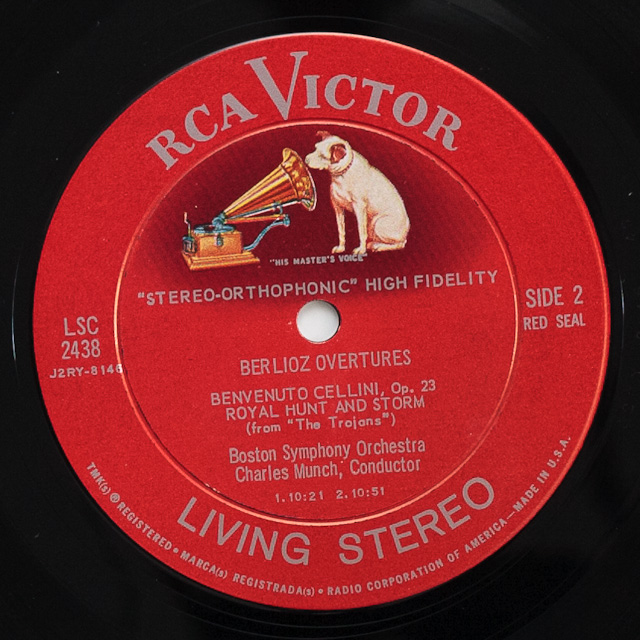 RCA VICTOR
"HIS MASTER'S VOICE"
"STEREO-ORTHOPHONIC" HIGH FIDELITY
LSC
2438
J2RY-8146
SIDE 2
RED SEAL
BERLIOZ OVERTURES
BENVENUTO CELLINI, Op. 23
ROYAL HUNT AND STORM
(from "The Trojans")
Boston Symphony Orchestra
Charles Munch, Conductor
1. 10:21 2. 10:51
LIVING STEREO
TMK(s) ® REGISTERED • MARCA(s) REGISTRADA(s) • RADIO CORPORATION OF AMERICA—MADE IN U.S.A.